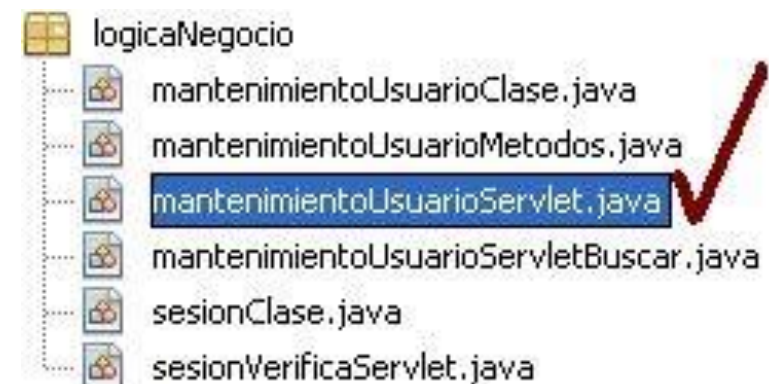 logicaNegocio
mantenimientoUsuarioClase.java
mantenimientoUsuarioMetodos.java
mantenimientoUsuarioServlet.java
mantenimientoUsuarioServletBuscar.java
sesionClase.java
sesionVerificaServlet.java